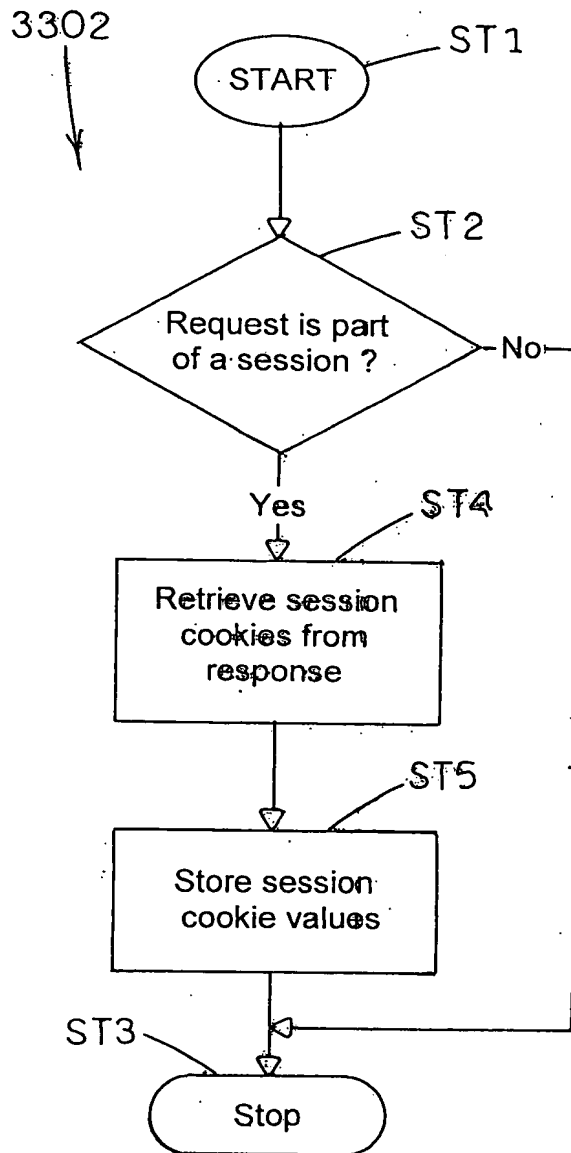 3302
ST1
START
ST2
Request is part
of a session ?
No
Yes
ST4
Retrieve session
cookies from
response
ST5
Store session
cookie values
ST3
Stop